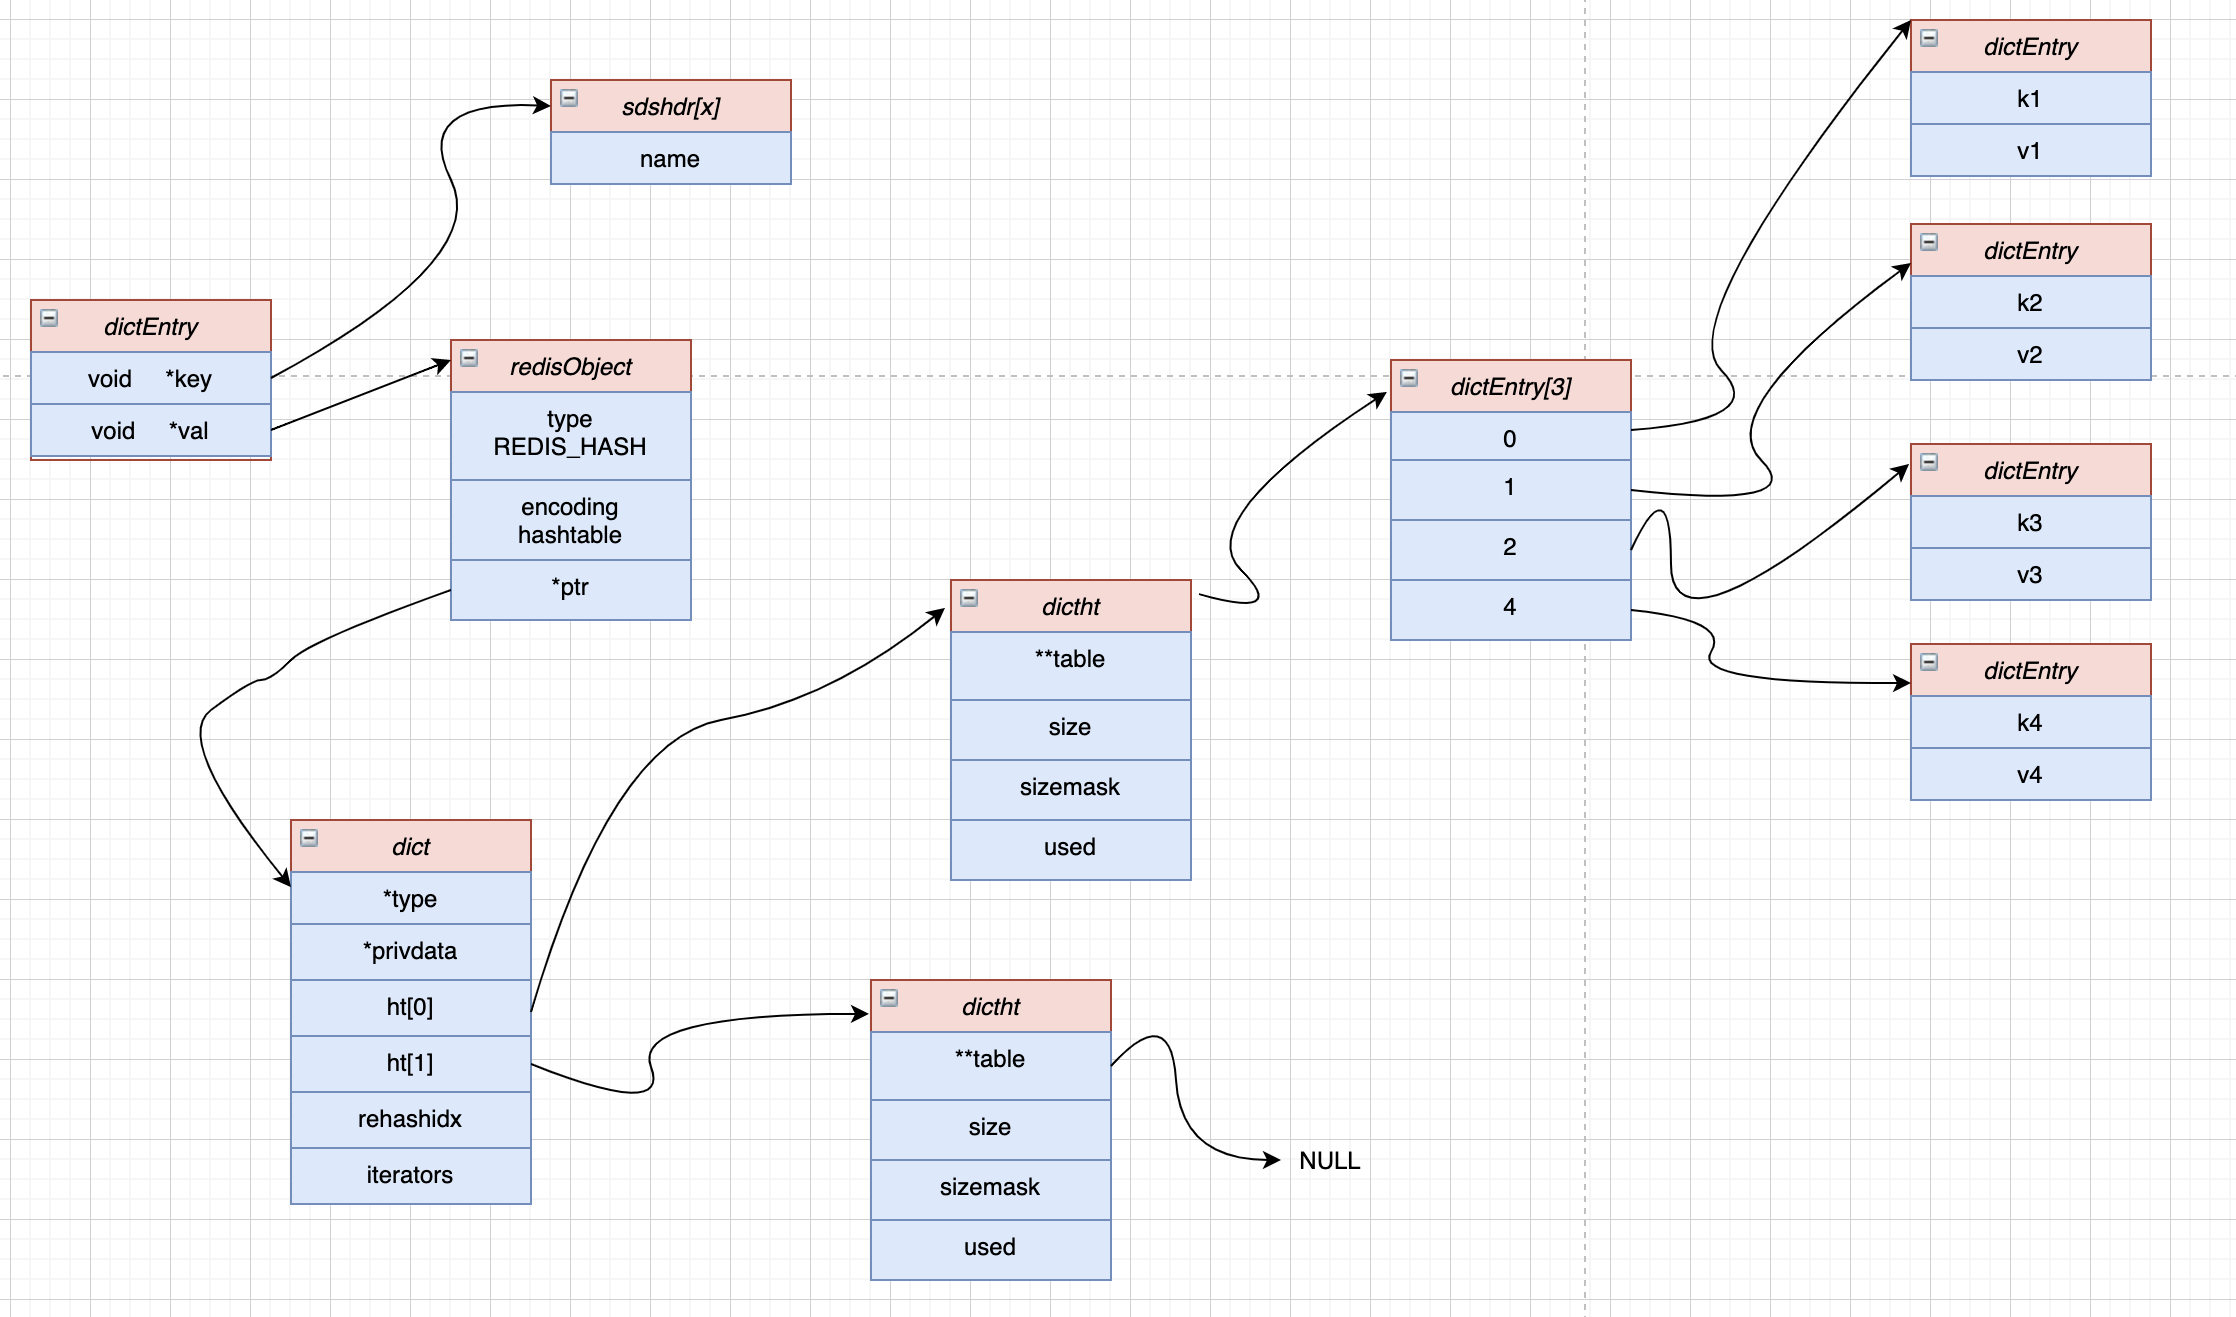 sdshdr[x]
name
dictEntry
void *key
void *val
redisObject
type
REDIS_HASH
encoding
hashtable
*ptr
dict
*type
*privdata
ht[0]
ht[1]
rehashidx
iterators
dictht
**table
size
sizemask
used
dictht
**table
size
sizemask
used
NULL
dictEntry[3]
0
1
2
4
dictEntry
k1
v1
dictEntry
k2
v2
dictEntry
k3
v3
dictEntry
k4
v4